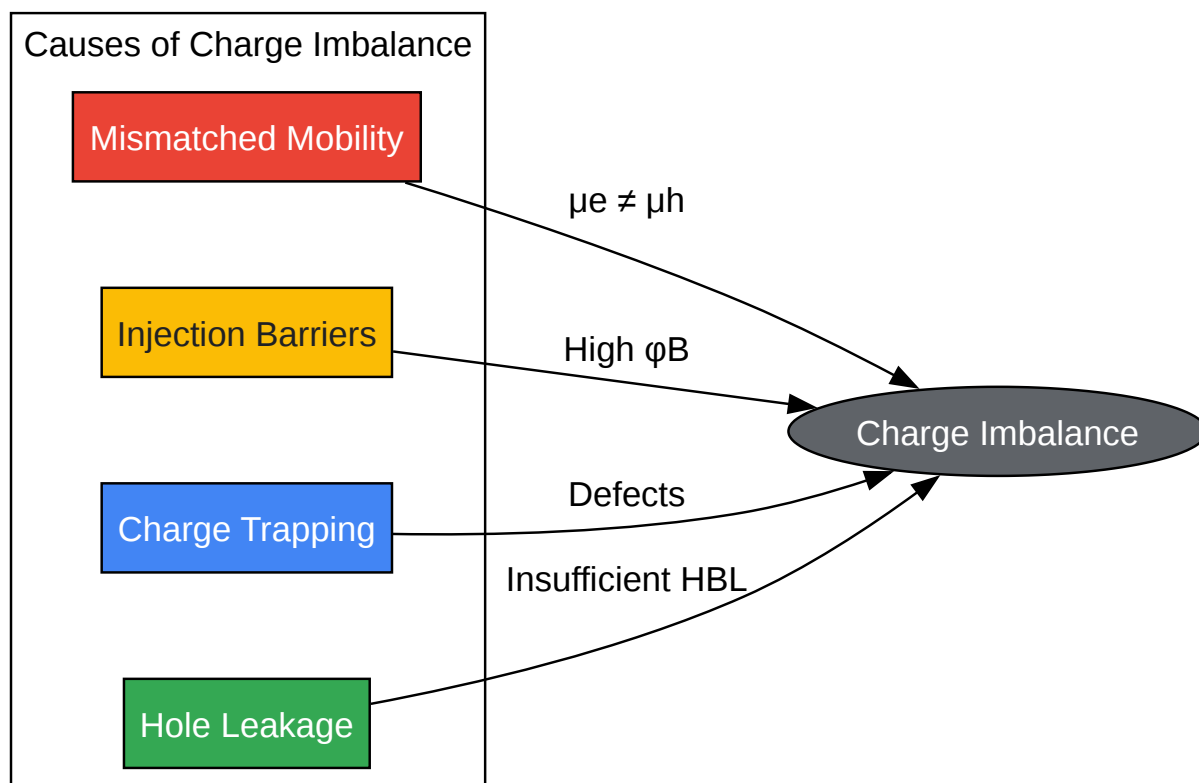 Causes of Charge Imbalance
Mismatched Mobility
μe ≠ μh
Injection Barriers
High φB
Charge Imbalance
Charge Trapping
Defects
Insufficient HBL
Hole Leakage